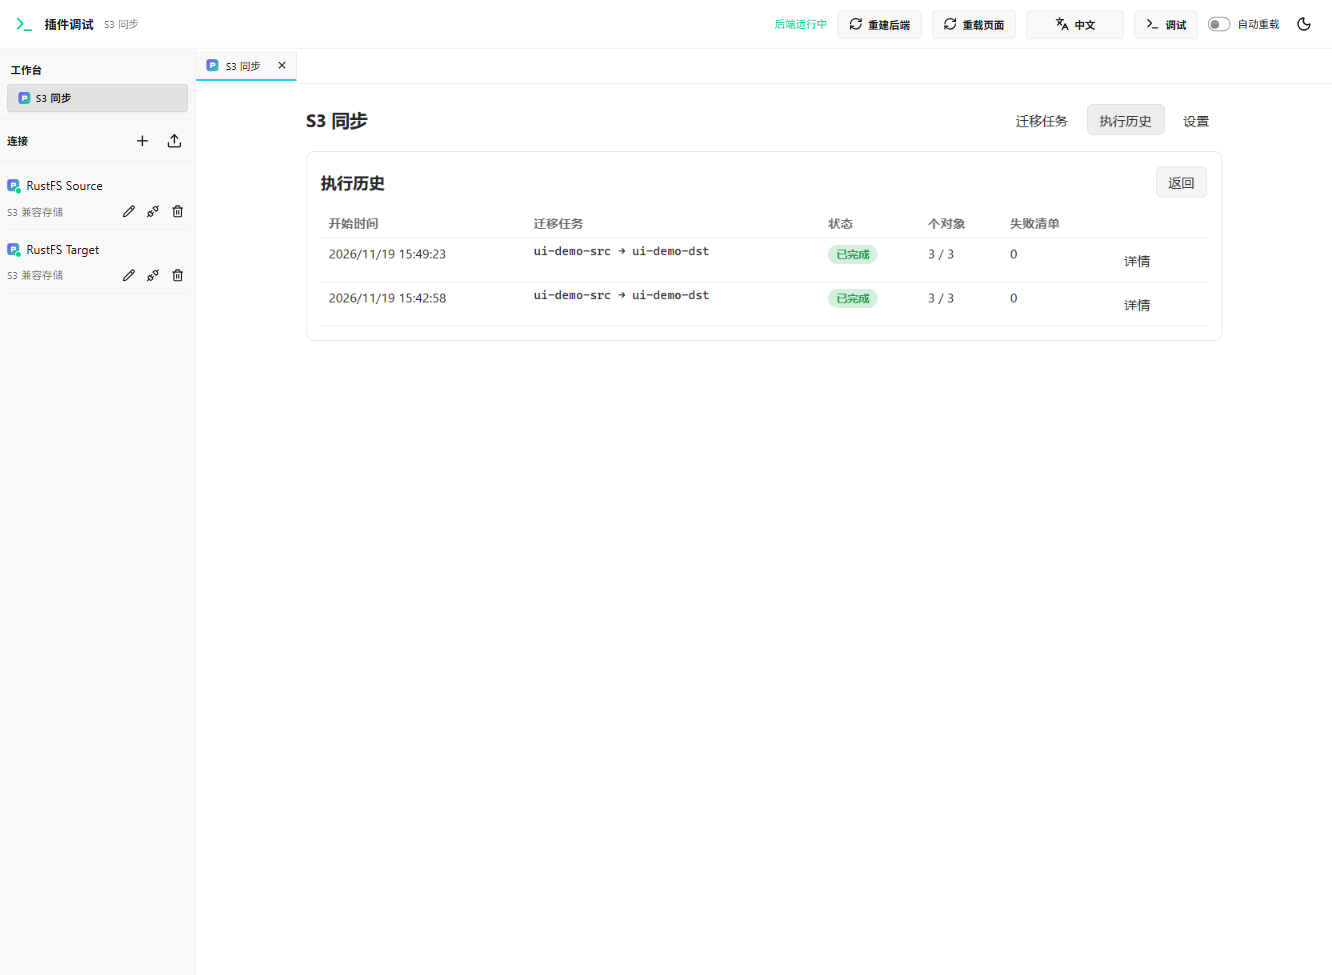 插件调试 S3 同步 后端运行中 重建后端 重载页面 中文 调试 自动重载
工作台
S3 同步
连接
RustFS Source
S3 兼容存储
RustFS Target
S3 兼容存储
S3 同步
S3 同步 迁移任务 执行历史 设置
执行历史 返回
开始时间 迁移任务 状态 个对象 失败清单
2026/11/19 15:49:23 ui-demo-src → ui-demo-dst 已完成 3 / 3 0 详情
2026/11/19 15:42:58 ui-demo-src → ui-demo-dst 已完成 3 / 3 0 详情